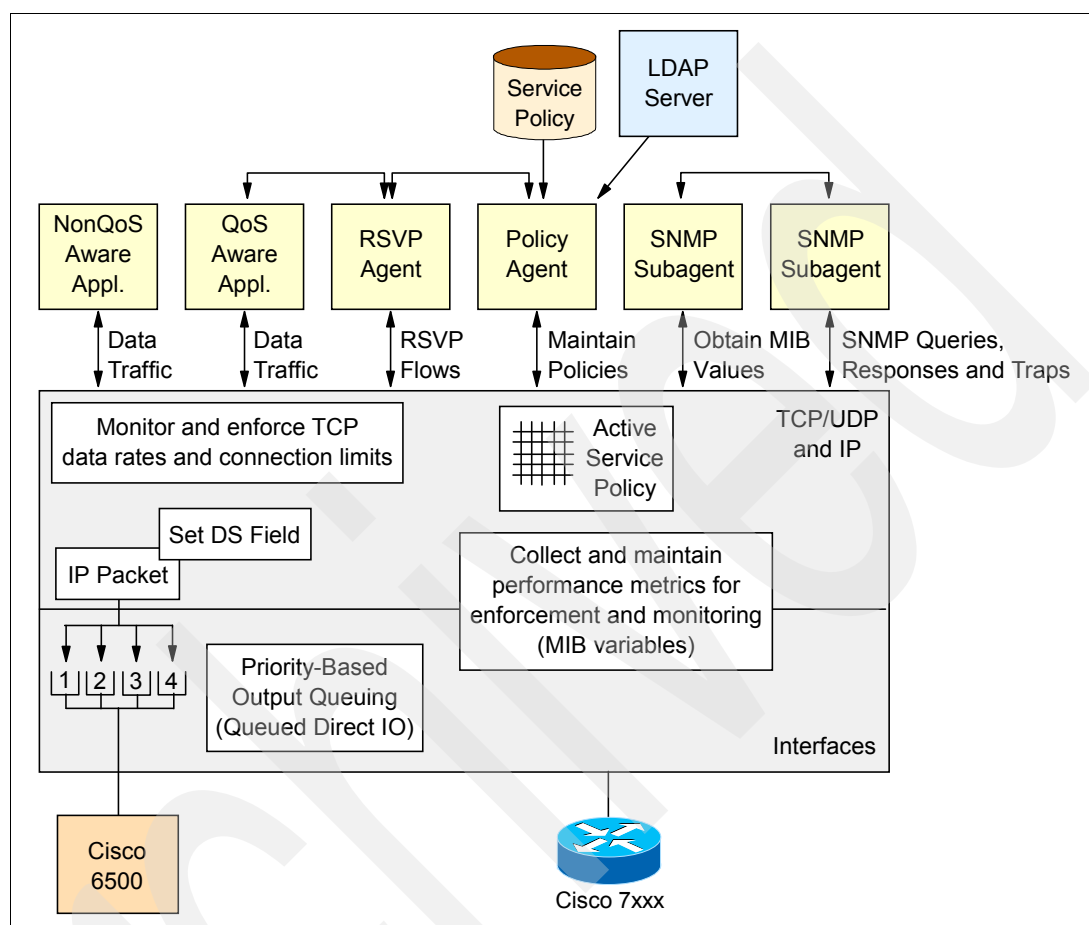 Service
Policy
LDAP
Server
NonQoS
Aware
Appl.
QoS
Aware
Appl.
RSVP
Agent
Policy
Agent
SNMP
Subagent
SNMP
Subagent
Data
Traffic
Data
Traffic
RSVP
Flows
Maintain
Policies
Obtain MIB
Values
SNMP Queries,
Responses and Traps
Monitor and enforce TCP
data rates and connection limits
Active
Service
Policy
TCP/UDP
and IP
Set DS Field
IP Packet
Collect and maintain
performance metrics for
enforcement and monitoring
(MIB variables)
1 2 3 4
Priority-Based
Output Queuing
(Queued Direct IO)
Interfaces
Cisco
6500
Cisco 7xxx